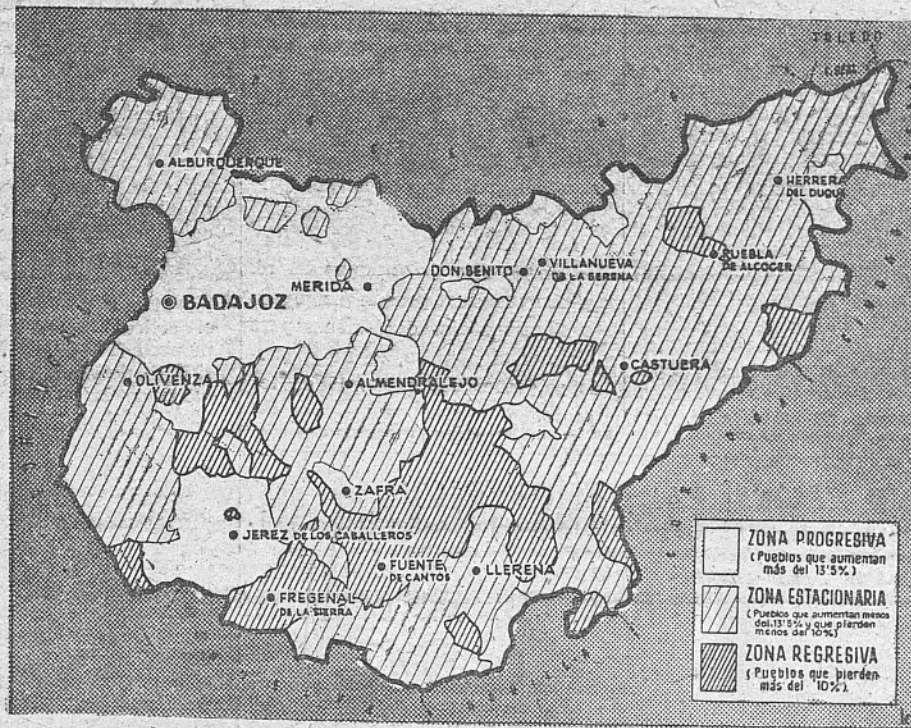 TOLEDO
ALBURQUERQUE
HERRERA
DEL DUQUE
PUEBLA
DE ALCOCER
DON BENITO
VILLANUEVA
DE LA SERENA
MERIDA
BADAJOZ
CASTUERA
OLIVENZA
ALMENDRALEJO
ZAFRA
JEREZ DE LOS CABALLEROS
FUENTE
DE CANTOS
LLERENA
FREGENAL
DE LA SIERRA
ZONA PROGRESIVA
(Pueblos que aumentan
más del 13'5%)
ZONA ESTACIONARIA
(Pueblos que aumentan menos
del 13'5% y que pierden
menos del 10%)
ZONA REGRESIVA
(Pueblos que pierden
más del 10%).